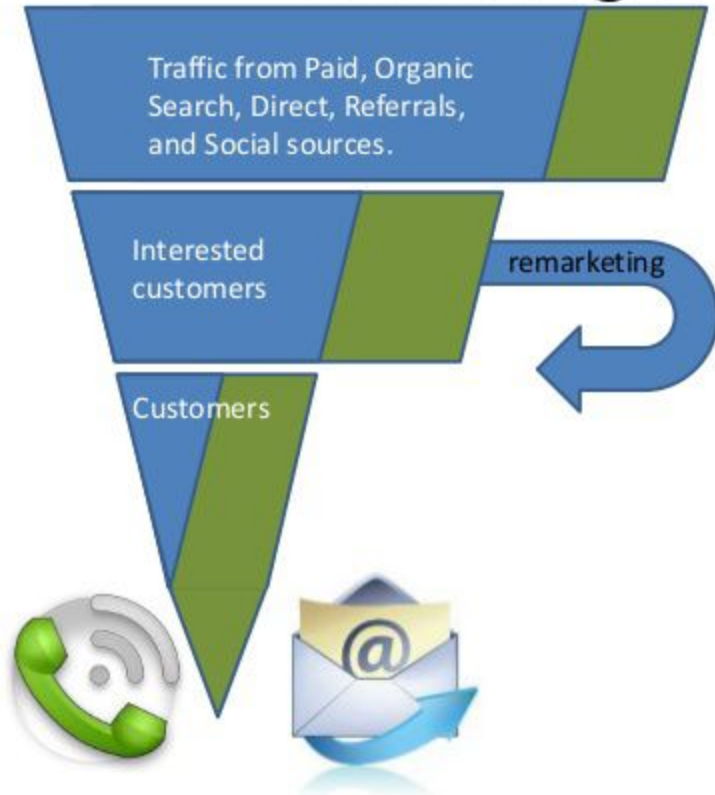 Traffic from Paid, Organic
Search, Direct, Referrals,
and Social sources.
Interested
customers
remarketing
Customers
@